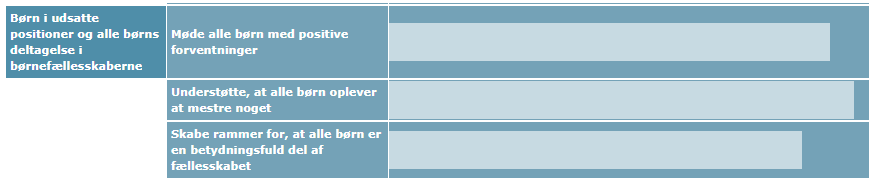 Børn i udsatte
positioner og alle børns
deltagelse i
børnefællesskaberne
Møde alle børn med positive
forventninger
Understøtte, at alle børn oplever
at mestre noget
Skabe rammer for, at alle børn er
en betydningsfuld del af
fællesskabet